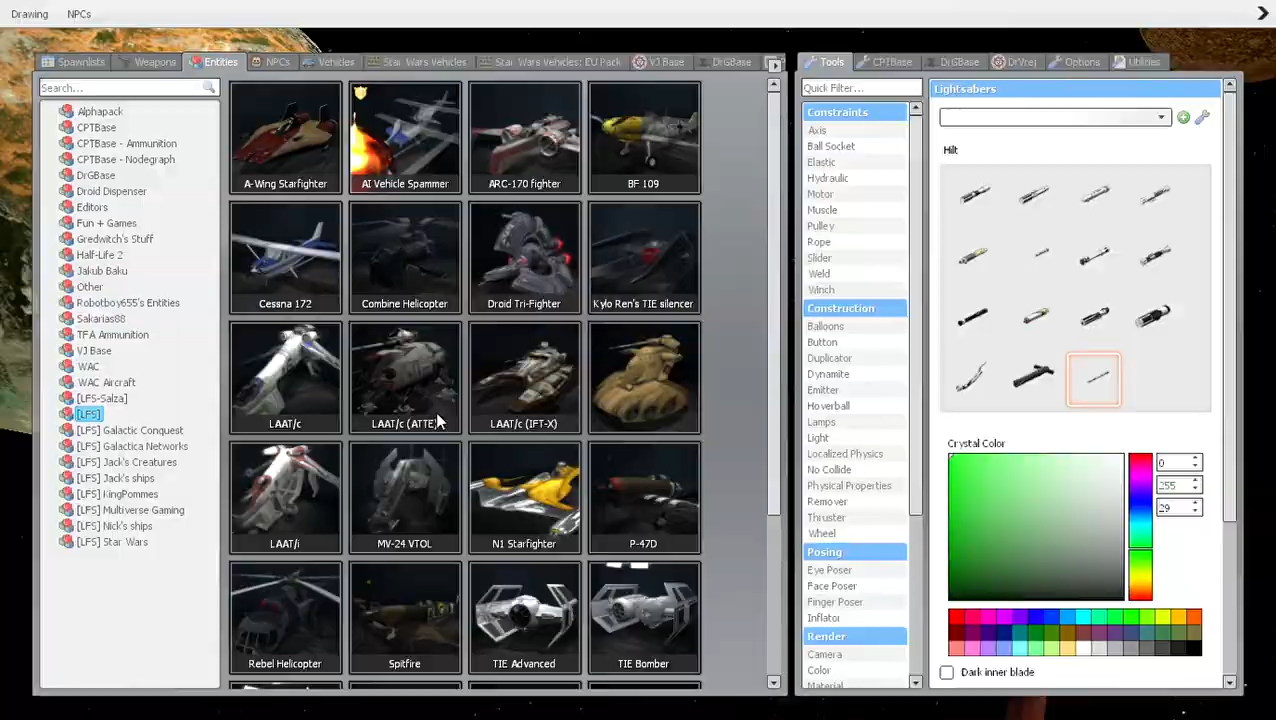 Drawing NPCs
Spawnlists Weapons Entities NPCs Vehicles Star Wars Vehicles Star Wars Vehicles: EU Pack VJ Base DrGBase
Tools CPTBase DrGBase DrVrej Options Utilities
Search...
Alphapack
CPTBase
CPTBase - Ammunition
CPTBase - Nodegraph
DrGBase
Droid Dispenser
Editors
Fun + Games
Gredwitch's Stuff
Half-Life 2
Jakub Baku
Other
Robotboy655's Entities
Sakarias88
TFA Ammunition
VJ Base
WAC
WAC Aircraft
[LFS-Salza]
[LFS]
[LFS] Galactic Conquest
[LFS] Galactica Networks
[LFS] Jack's Creatures
[LFS] Jack's ships
[LFS] KingPommes
[LFS] Multiverse Gaming
[LFS] Nick's ships
[LFS] Star Wars
A-Wing Starfighter AI Vehicle Spammer ARC-170 fighter BF 109
Cessna 172 Combine Helicopter Droid Tri-Fighter Kylo Ren's TIE silencer
LAAT/c LAAT/c (ATTE) LAAT/c (IFT-X)
LAAT/i MV-24 VTOL N1 Starfighter P-47D
Rebel Helicopter Spitfire TIE Advanced TIE Bomber
Quick Filter...
Constraints
Axis
Ball Socket
Elastic
Hydraulic
Motor
Muscle
Pulley
Rope
Slider
Weld
Winch
Construction
Balloons
Button
Duplicator
Dynamite
Emitter
Hoverball
Lamps
Light
Localized Physics
No Collide
Physical Properties
Remover
Thruster
Wheel
Posing
Eye Poser
Face Poser
Finger Poser
Inflator
Render
Camera
Color
Material
Lightsabers
Hilt
Crystal Color
0
255
29
Dark inner blade